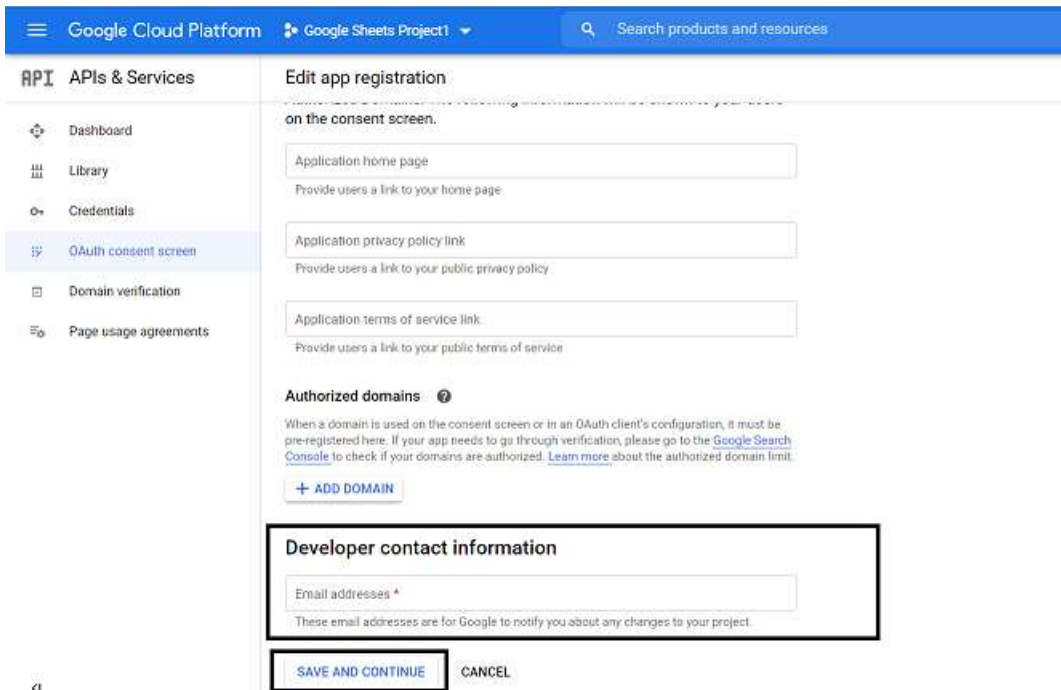 Google Cloud Platform
Google Sheets Project1
Search products and resources
API APIs & Services
Edit app registration
on the consent screen.
Dashboard
Library
Credentials
OAuth consent screen
Domain verification
Page usage agreements
Application home page
Provide users a link to your home page
Application privacy policy link
Provide users a link to your public privacy policy
Application terms of service link
Provide users a link to your public terms of service
Authorized domains
When a domain is used on the consent screen or in an OAuth client's configuration, it must be
pre-registered here. If your app needs to go through verification, please go to the Google Search
Console to check if your domains are authorized. Learn more about the authorized domain limit.
+ ADD DOMAIN
Developer contact information
Email addresses *
These email addresses are for Google to notify you about any changes to your project.
SAVE AND CONTINUE
CANCEL